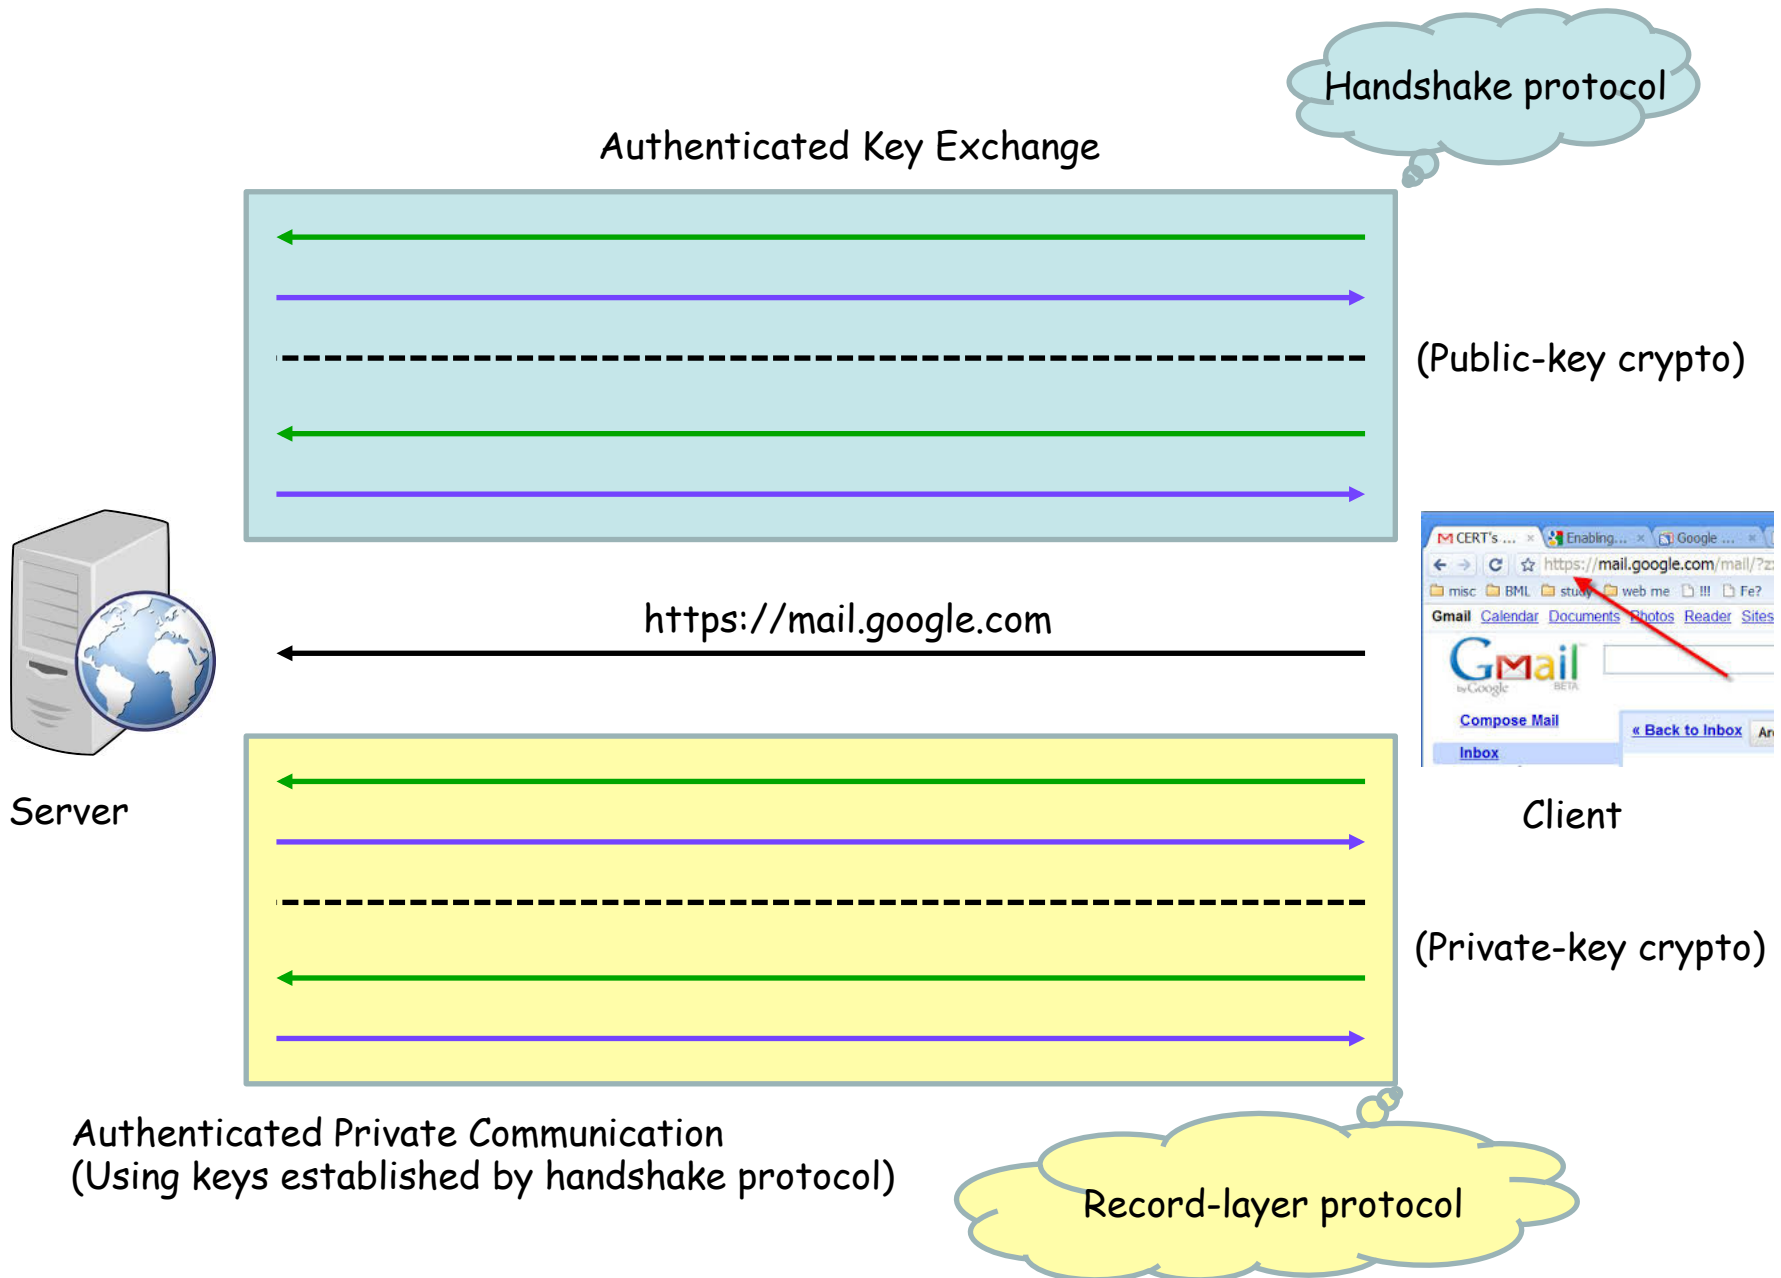 Handshake protocol
Authenticated Key Exchange
(Public-key crypto)
M CERT's ... × Enabling... × Google ... ×
https://mail.google.com/mail/?z
misc BML study web me !!! Fe?
Gmail Calendar Documents Photos Reader Sites
https://mail.google.com
Gmail
by Google BETA
Compose Mail
« Back to Inbox
Inbox
Server
Client
(Private-key crypto)
Authenticated Private Communication
(Using keys established by handshake protocol)
Record-layer protocol